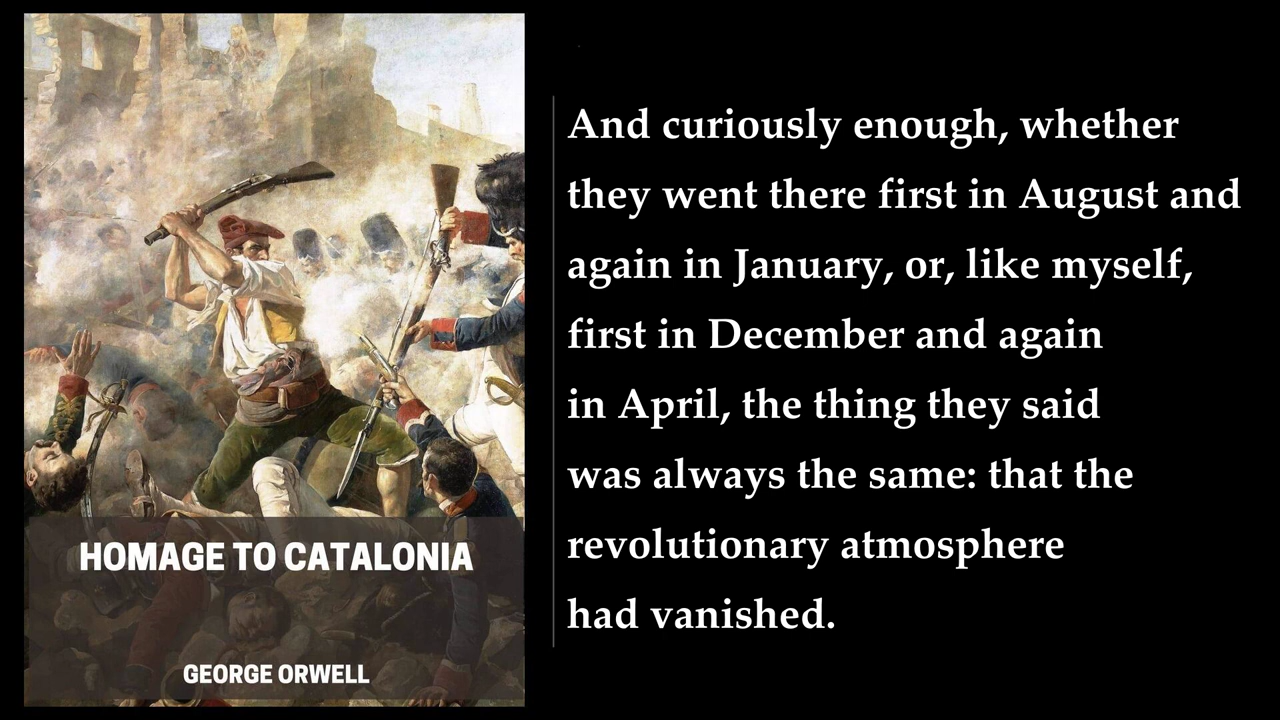 HOMAGE TO CATALONIA
GEORGE ORWELL
And curiously enough, whether
they went there first in August and
again in January, or, like myself,
first in December and again
in April, the thing they said
was always the same: that the
revolutionary atmosphere
had vanished.